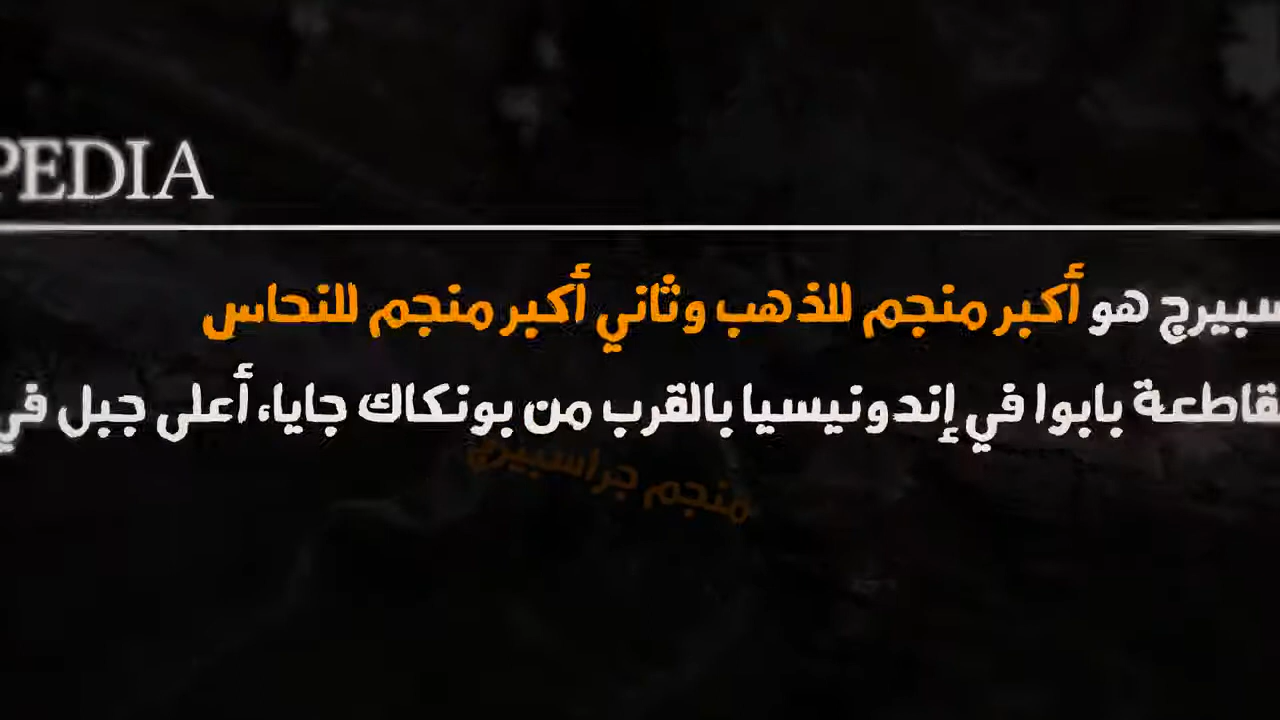 PEDIA
سبيرج هو أكبر منجم للذهب وثاني أكبر منجم للنحاس
قاطعة بابوا في إندونيسيا بالقرب من بونكاك جايا، أعلى جبل في
منجم جراسبيرج